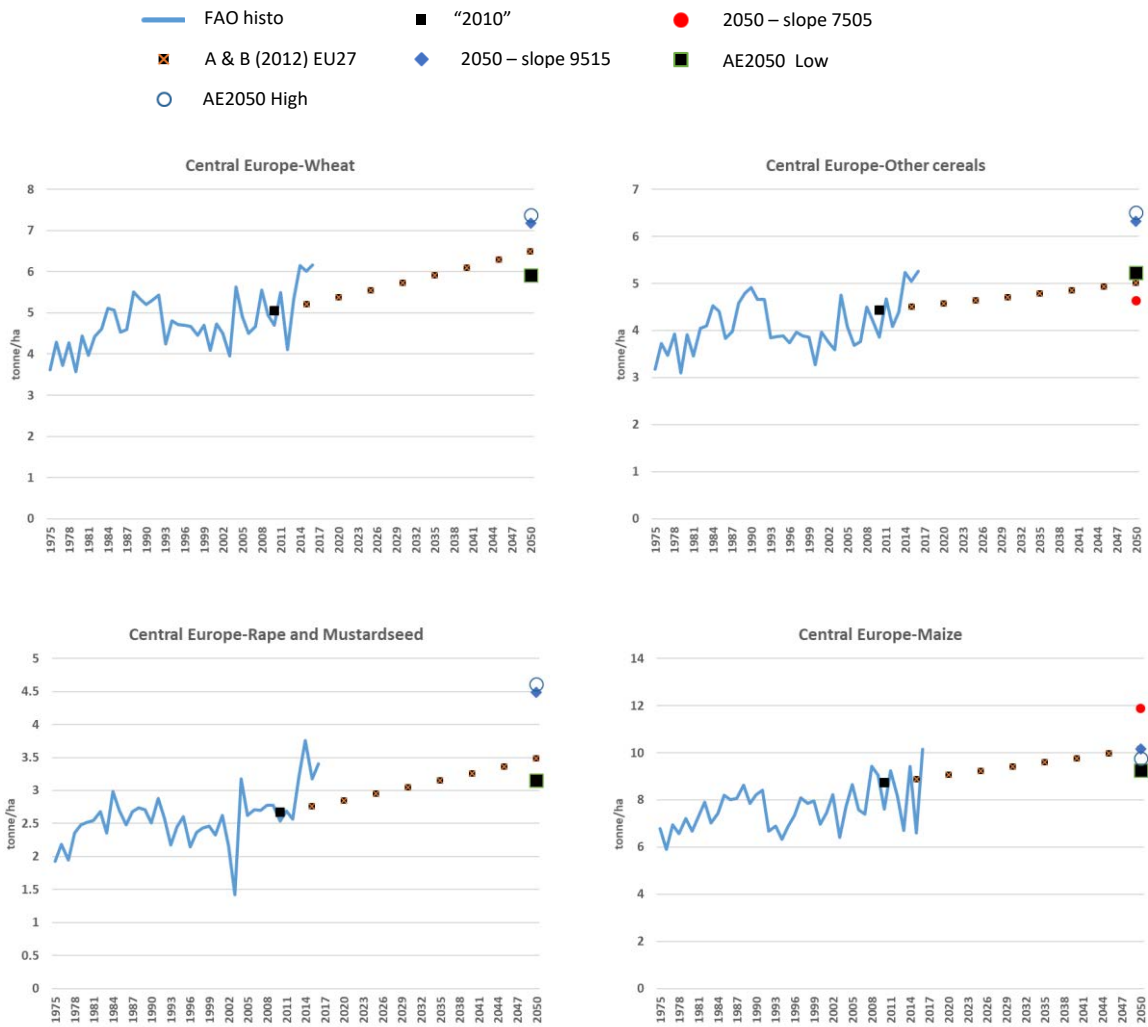 FAO histo
“2010”
2050 – slope 7505
A & B (2012) EU27
2050 – slope 9515
AE2050 Low
AE2050 High
Central Europe-Wheat
8
7
6
5
4
3
2
1
0
tonne/ha
1975 1978 1981 1984 1987 1990 1993 1996 1999 2002 2005 2008 2011 2014 2017 2020 2023 2026 2029 2032 2035 2038 2041 2044 2047 2050
Central Europe-Other cereals
7
6
5
4
3
2
1
0
tonne/ha
1975 1978 1981 1984 1987 1990 1993 1996 1999 2002 2005 2008 2011 2014 2017 2020 2023 2026 2029 2032 2035 2038 2041 2044 2047 2050
Central Europe-Rape and Mustardseed
5
4.5
4
3.5
3
2.5
2
1.5
1
0.5
0
tonne/ha
1975 1978 1981 1984 1987 1990 1993 1996 1999 2002 2005 2008 2011 2014 2017 2020 2023 2026 2029 2032 2035 2038 2041 2044 2047 2050
Central Europe-Maize
14
12
10
8
6
4
2
0
tonne/ha
1975 1978 1981 1984 1987 1990 1993 1996 1999 2002 2005 2008 2011 2014 2017 2020 2023 2026 2029 2032 2035 2038 2041 2044 2047 2050